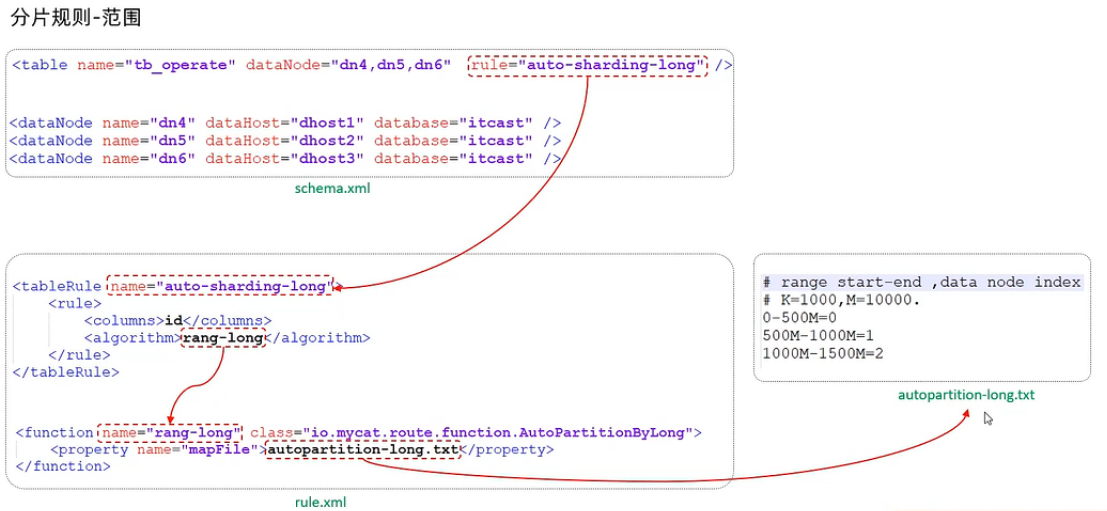 分片规则-范围
<table name="tb_operate" dataNode="dn4,dn5,dn6" rule="auto-sharding-long" />
<dataNode name="dn4" dataHost="dhost1" database="itcast" />
<dataNode name="dn5" dataHost="dhost2" database="itcast" />
<dataNode name="dn6" dataHost="dhost3" database="itcast" />
schema.xml
<tableRule name="auto-sharding-long">
<rule>
<columns>id</columns>
<algorithm>rang-long</algorithm>
</rule>
</tableRule>
<function name="rang-long" class="io.mycat.route.function.AutoPartitionByLong">
<property name="mapFile">autopartition-long.txt</property>
</function>
rule.xml
# range start-end ,data node index
# K=1000,M=10000.
0-500M=0
500M-1000M=1
1000M-1500M=2
autopartition-long.txt